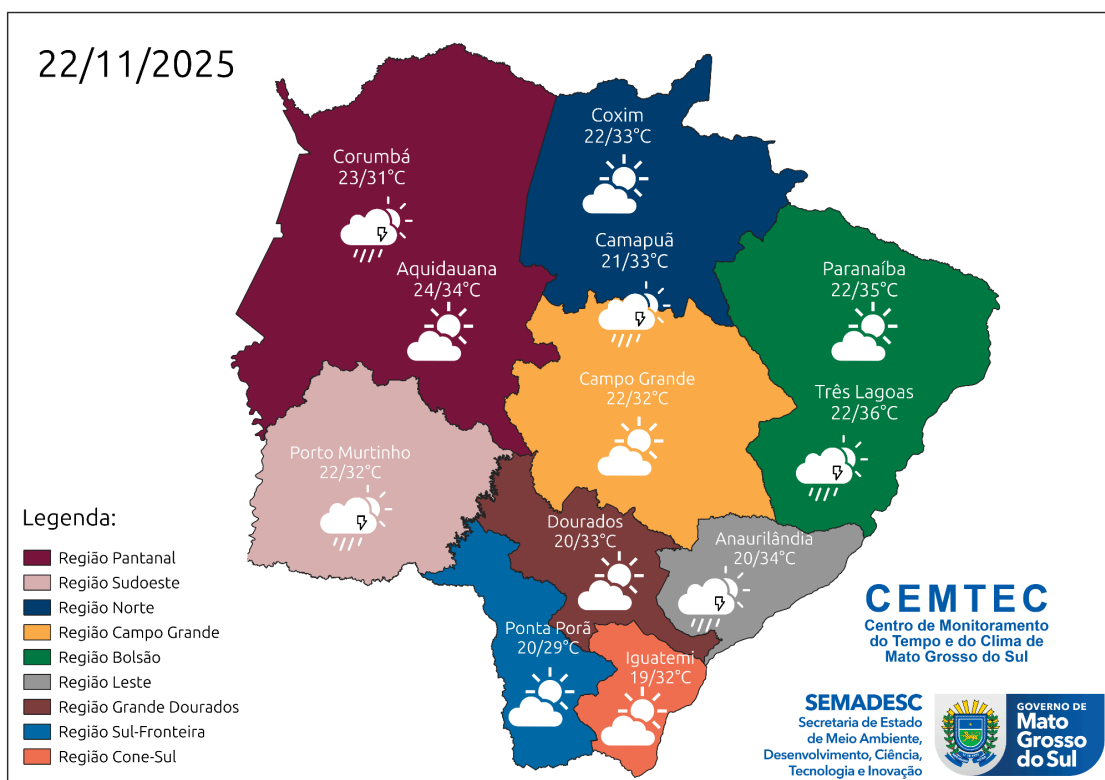 22/11/2025
Coxim
22/33°C
Corumbá
23/31°C
Camapuã
21/33°C
Aquidauana
24/34°C
Paranaíba
22/35°C
Campo Grande
22/32°C
Três Lagoas
22/36°C
Porto Murtinho
22/32°C
Dourados
20/33°C
Anaurilândia
20/34°C
Ponta Porã
20/29°C
Iguatemi
19/32°C
Legenda:
Região Pantanal
Região Sudoeste
Região Norte
Região Campo Grande
Região Bolsão
Região Leste
Região Grande Dourados
Região Sul-Fronteira
Região Cone-Sul
CEMTEC
Centro de Monitoramento
do Tempo e do Clima de
Mato Grosso do Sul
SEMADESC
Secretaria de Estado
de Meio Ambiente,
Desenvolvimento, Ciência,
Tecnologia e Inovação
GOVERNO DE
Mato
Grosso
do Sul